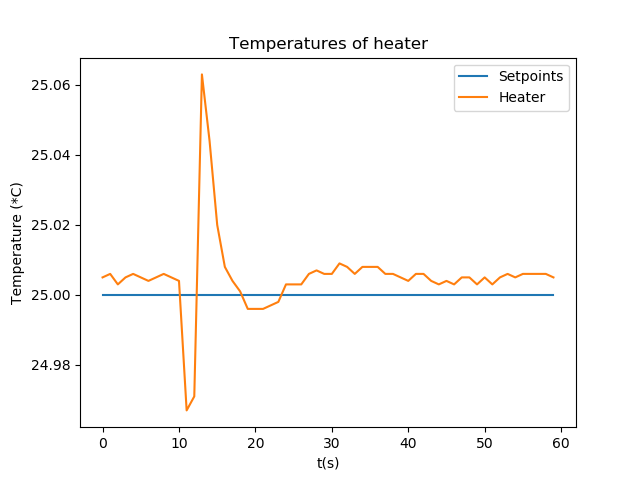 Temperatures of heater
Setpoints
Heater
25.06
25.04
25.02
25.00
24.98
Temperature (*C)
0 10 20 30 40 50 60
t(s)